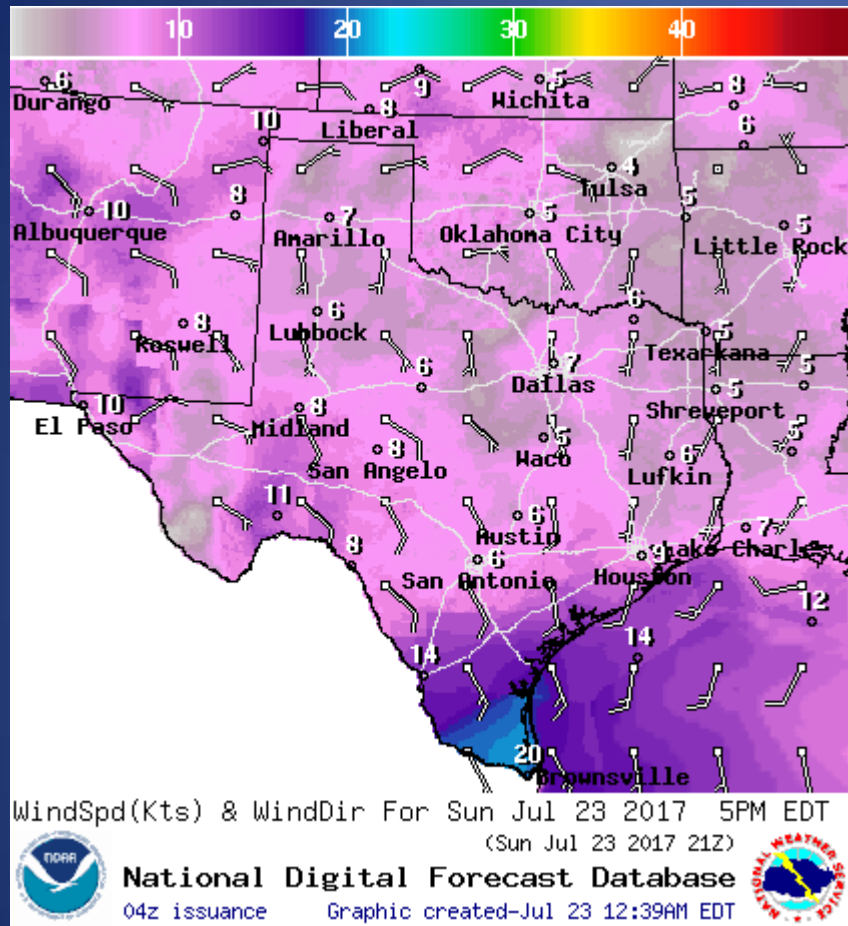 10 20 30 40
6 9 5 8
Durango Wichita
8
Liberal
10 6
4
Tulsa
10 8 7 5 5 5
Albuquerque Amarillo Oklahoma City Little Rock
8 6 6
Roswell Lubbock 5
Texarkana
7
6 Dallas 5 5
10 8 Shreveport
El Paso Midland
8 5 5
San Angelo Waco 6
Lufkin
11 6 7
Austin
8 6 9 Lake Charles
San Antonio Houston
12
14 14
20
Brownsville
WindSpd(Kts) & WindDir For Sun Jul 23 2017 5PM EDT
(Sun Jul 23 2017 21Z)
NOAA
National Digital Forecast Database
04z issuance Graphic created-Jul 23 12:39AM EDT
NATIONAL WEATHER SERVICE